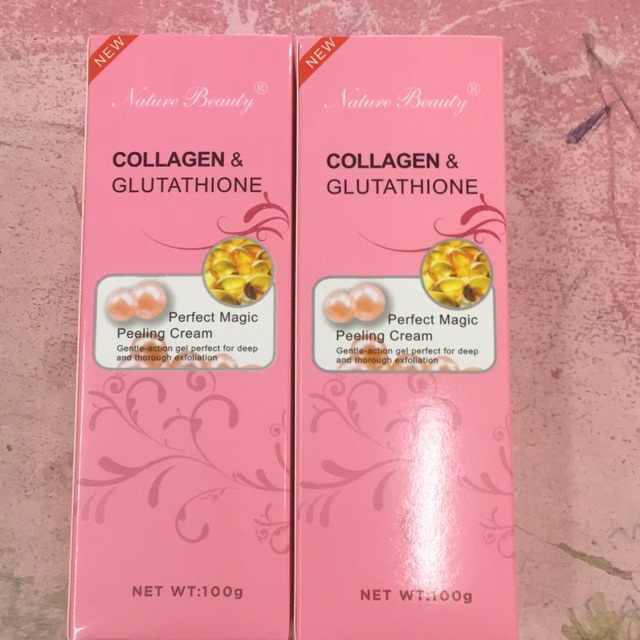 NEW
Nature Beauty®
COLLAGEN &
GLUTATHIONE
Perfect Magic
Peeling Cream
Gentle-action gel perfect for deep
and thorough exfoliation
NET WT:100g
NEW
Nature Beauty®
COLLAGEN &
GLUTATHIONE
Perfect Magic
Peeling Cream
Gentle-action gel perfect for deep
and thorough exfoliation
NET WT:100g